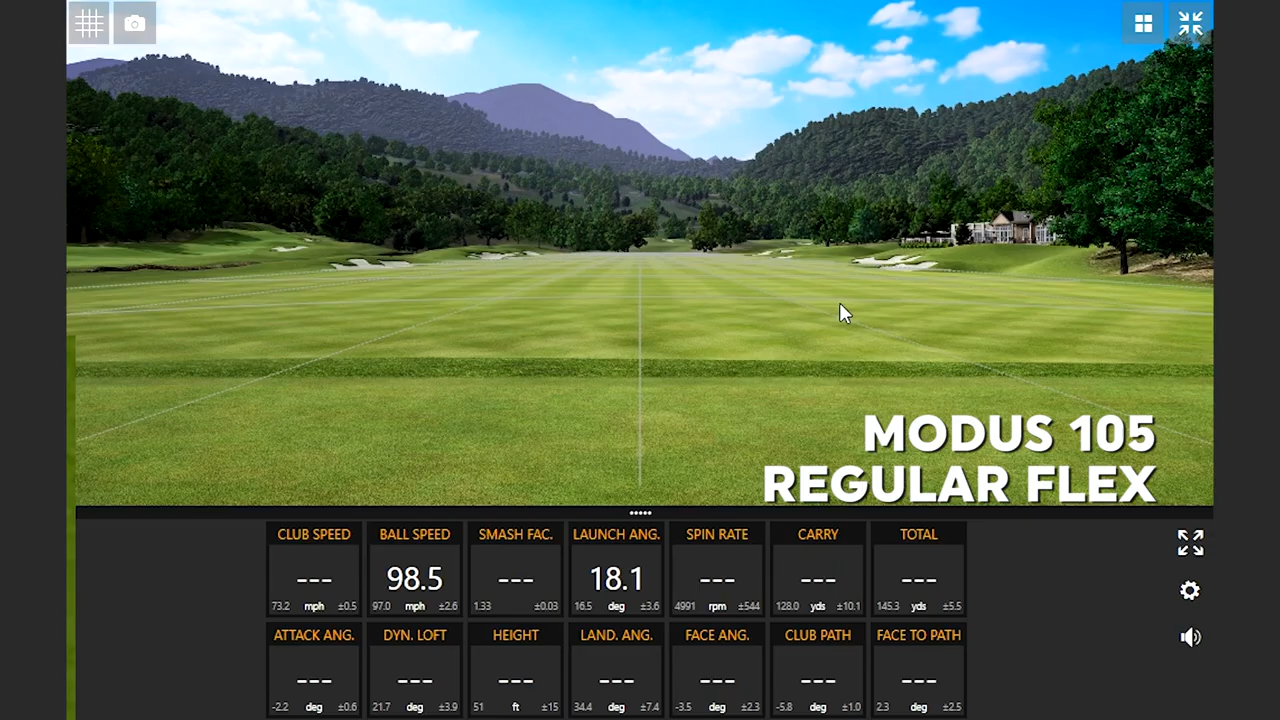 MODUS 105
REGULAR FLEX
CLUB SPEED BALL SPEED SMASH FAC. LAUNCH ANG. SPIN RATE CARRY TOTAL
--- 98.5 --- 18.1 --- --- ---
73.2 mph ±0.5 97.0 mph ±2.6 1.33 ±0.03 16.5 deg ±3.6 4991 rpm ±544 128.0 yds ±10.1 145.3 yds ±5.5
ATTACK ANG. DYN. LOFT HEIGHT LAND. ANG. FACE ANG. CLUB PATH FACE TO PATH
--- --- --- --- --- --- ---
-2.2 deg ±0.6 21.7 deg ±3.9 51 ft ±15 34.4 deg ±7.4 -3.5 deg ±2.3 -5.8 deg ±1.0 2.3 deg ±2.5